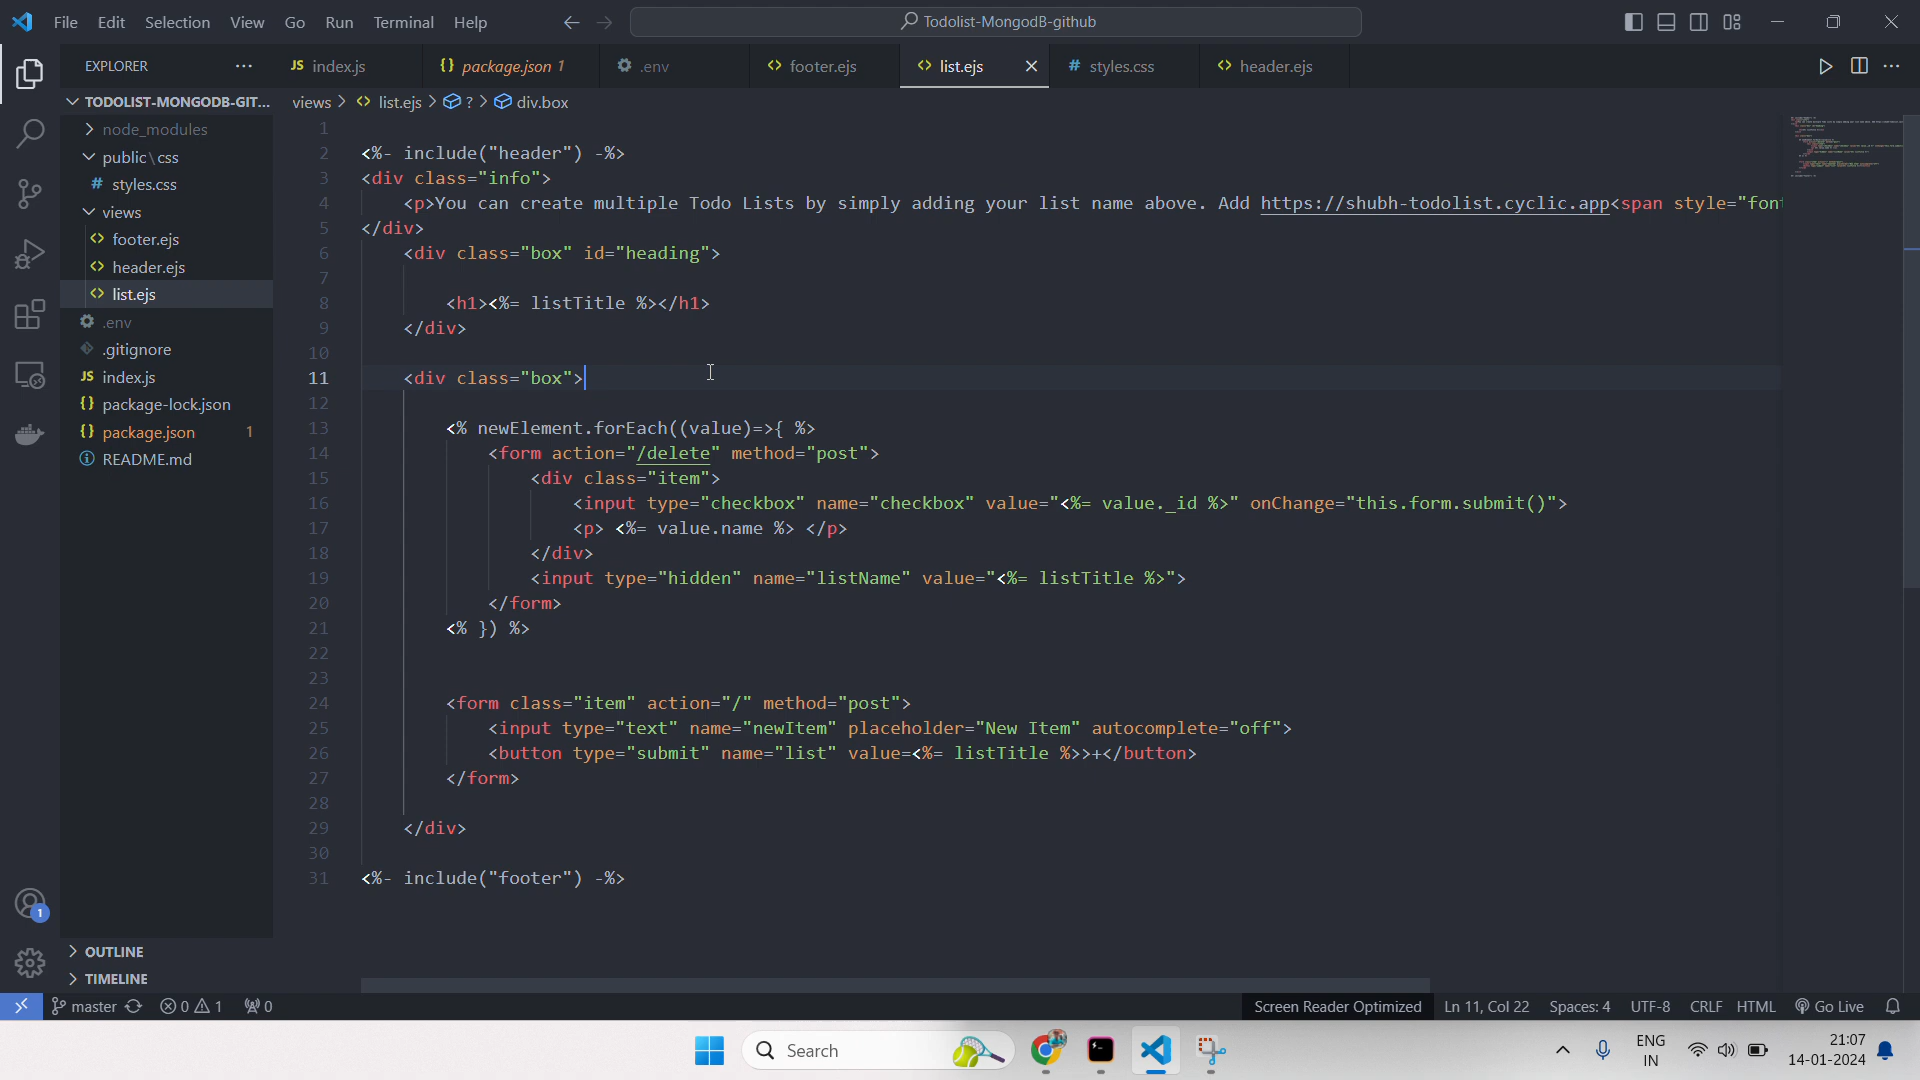 File Edit Selection View Go Run Terminal Help
Todolist-MongodB-github
EXPLORER
index.js
package.json 1
.env
footer.ejs
list.ejs
styles.css
header.ejs
TODOLIST-MONGODB-GIT...
node_modules
public\css
styles.css
views
footer.ejs
header.ejs
list.ejs
.env
.gitignore
index.js
package-lock.json
package.json 1
README.md
OUTLINE
TIMELINE
views > list.ejs > ? > div.box
1
2 <%- include("header") -%>
3 <div class="info">
4 <p>You can create multiple Todo Lists by simply adding your list name above. Add https://shubh-todolist.cyclic.app<span style="font
5 </div>
6 <div class="box" id="heading">
7
8 <h1><%= listTitle %></h1>
9 </div>
10
11 <div class="box">
12
13 <% newElement.forEach((value)=>{ %>
14 <form action="/delete" method="post">
15 <div class="item">
16 <input type="checkbox" name="checkbox" value="<%= value._id %>" onChange="this.form.submit()">
17 <p> <%= value.name %> </p>
18 </div>
19 <input type="hidden" name="listName" value="<%= listTitle %>">
20 </form>
21 <% }) %>
22
23
24 <form class="item" action="/" method="post">
25 <input type="text" name="newItem" placeholder="New Item" autocomplete="off">
26 <button type="submit" name="list" value=<%= listTitle %>>+</button>
27 </form>
28
29 </div>
30
31 <%- include("footer") -%>
1
master 0 1 0
Screen Reader Optimized Ln 11, Col 22 Spaces: 4 UTF-8 CRLF HTML Go Live
Search
ENG
IN
21:07
14-01-2024